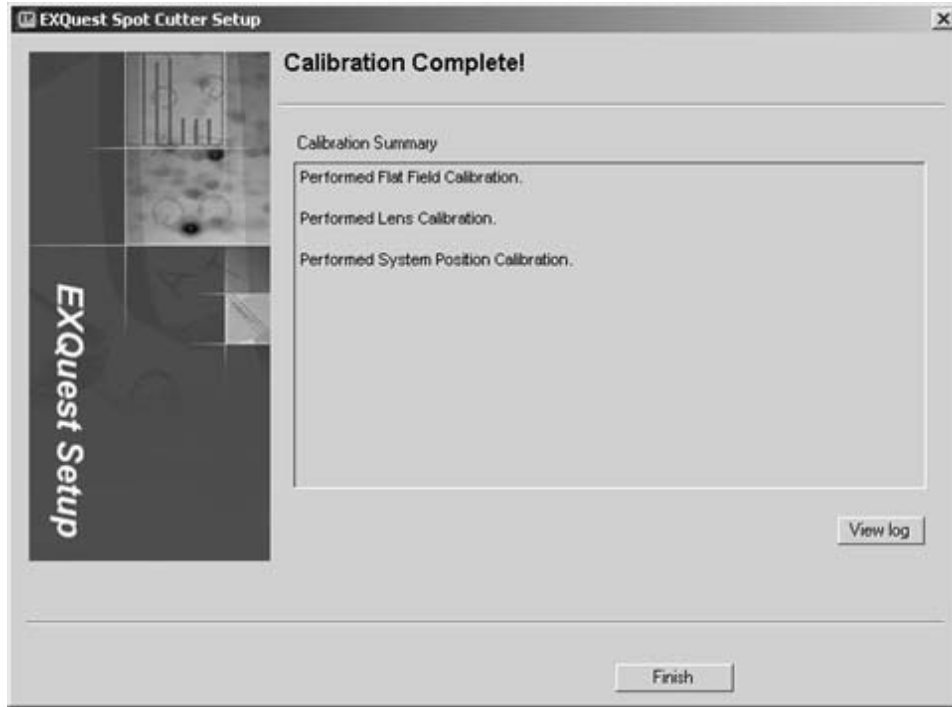 EXQuest Spot Cutter Setup
Calibration Complete!
Calibration Summary
Performed Flat Field Calibration.
Performed Lens Calibration.
Performed System Position Calibration.
EXQuest Setup
View log
Finish